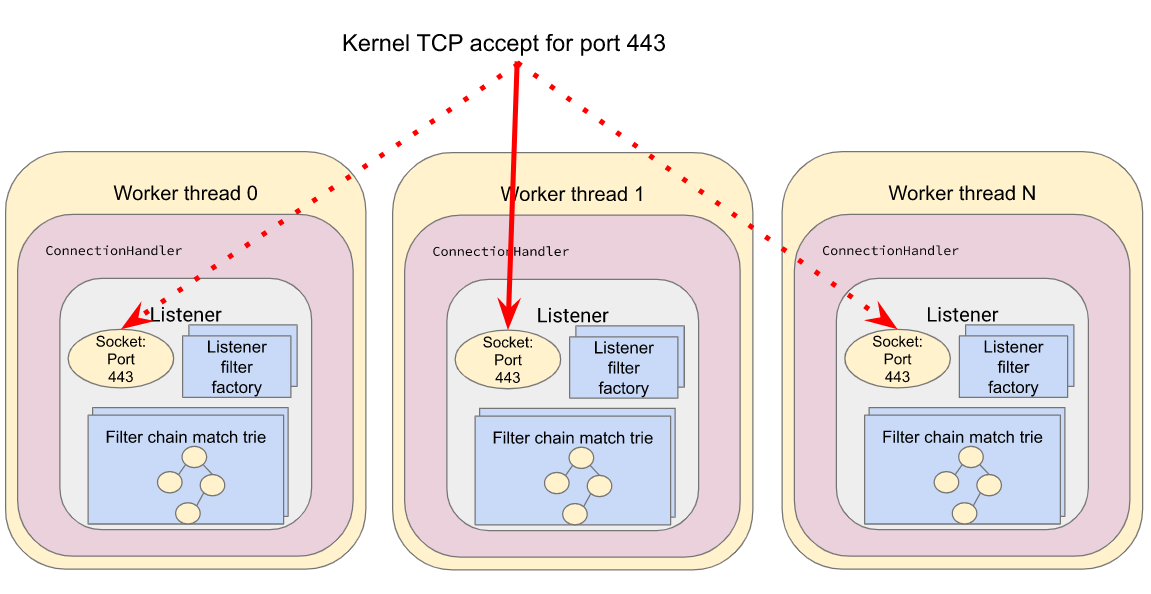 Kernel TCP accept for port 443
Worker thread 0
ConnectionHandler
Listener
Socket:
Port
443
Listener
filter
factory
Filter chain match trie
Worker thread 1
ConnectionHandler
Listener
Socket:
Port
443
Listener
filter
factory
Filter chain match trie
Worker thread N
ConnectionHandler
Listener
Socket:
Port
443
Listener
filter
factory
Filter chain match trie